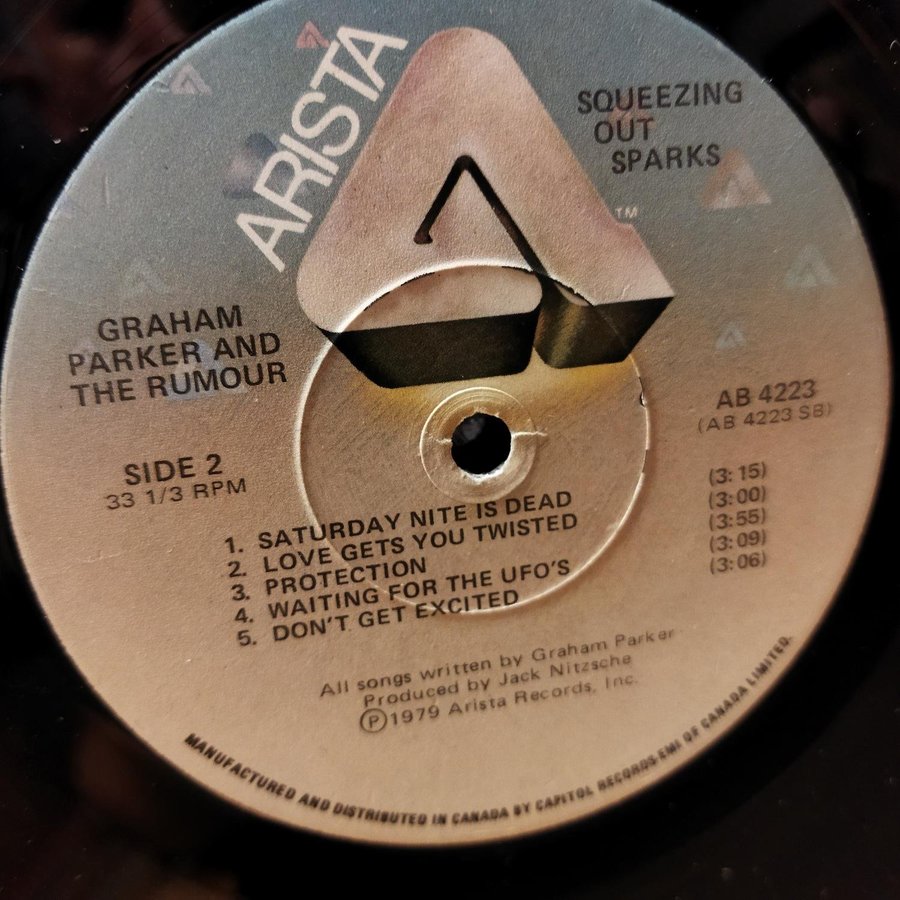 ARISTA
SQUEEZING
OUT
SPARKS
TM
GRAHAM
PARKER AND
THE RUMOUR
AB 4223
(AB 4223 SB)
SIDE 2
33 1/3 RPM
1. SATURDAY NITE IS DEAD (3:15)
2. LOVE GETS YOU TWISTED (3:00)
3. PROTECTION (3:55)
4. WAITING FOR THE UFO'S (3:09)
5. DON'T GET EXCITED (3:06)
All songs written by Graham Parker
Produced by Jack Nitzsche
Ⓟ1979 Arista Records, Inc.
MANUFACTURED AND DISTRIBUTED IN CANADA BY CAPITOL RECORDS-EMI OF CANADA LIMITED.